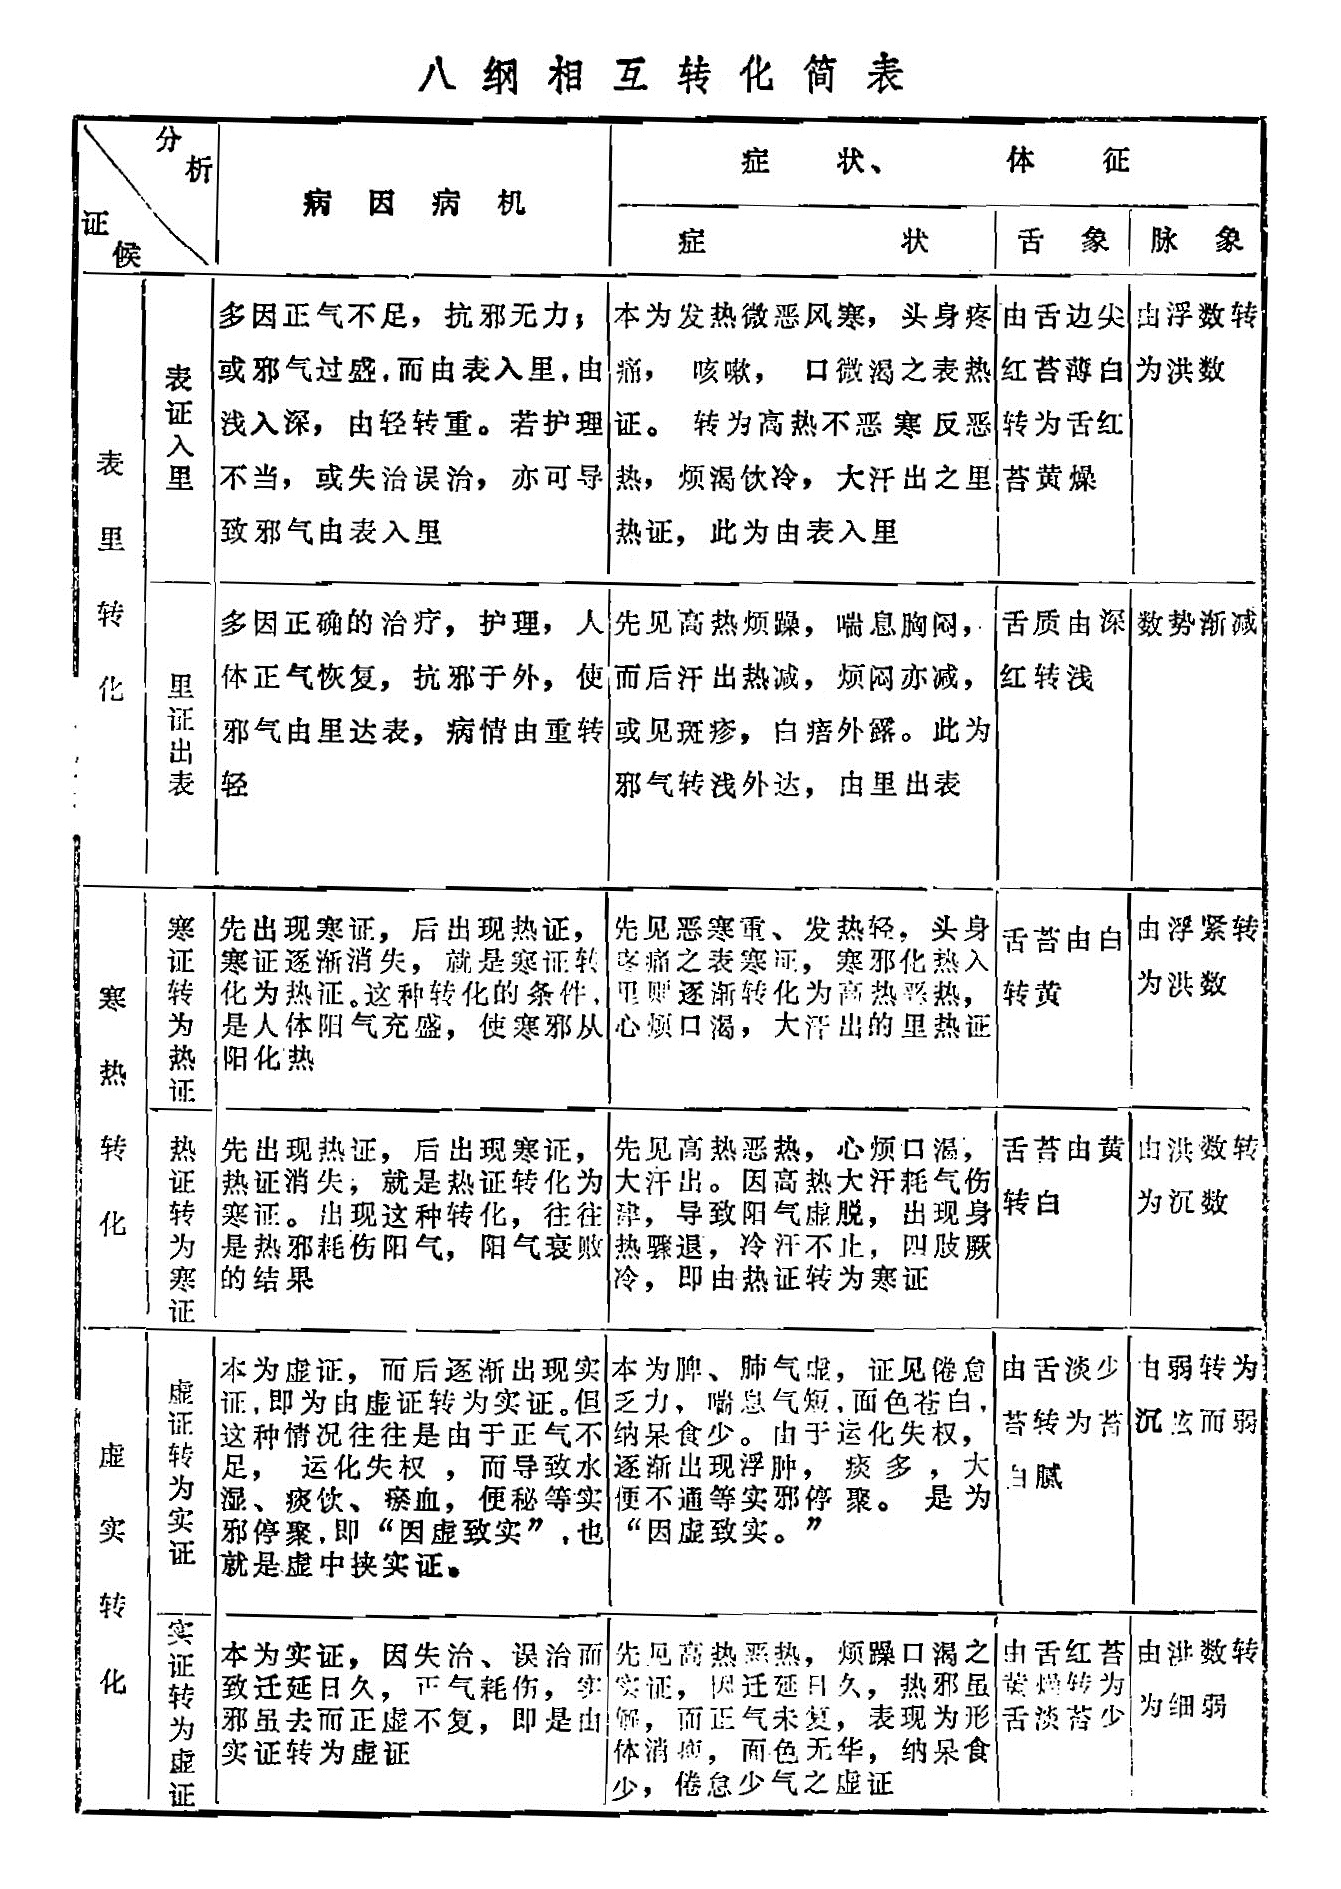 八纲相互转化简表
分析
证候
病因病机
症状、体征
症状
舌象
脉象
表里转化
表证入里
多因正气不足，抗邪无力；
或邪气过盛，而由表入里，由
浅入深，由轻转重。若护理
不当，或失治误治，亦可导
致邪气由表入里
本为发热微恶风寒，头身疼
痛，咳嗽，口微渴之表热
证。转为高热不恶寒反恶
热，烦渴饮冷，大汗出之里
热证，此为由表入里
由舌边尖
红苔薄白
转为舌红
苔黄燥
由浮数转
为洪数
里证出表
多因正确的治疗，护理，人
体正气恢复，抗邪于外，使
邪气由里达表，病情由重转
轻
先见高热烦躁，喘息胸闷，
而后汗出热减，烦闷亦减，
或见斑疹，白㾦外露。此为
邪气转浅外达，由里出表
舌质由深
红转浅
数势渐减
寒热转化
寒证转为热证
先出现寒证，后出现热证，
寒证逐渐消失，就是寒证转
化为热证。这种转化的条件，
是人体阳气充盛，使寒邪从
阳化热
先见恶寒重、发热轻，头身
疼痛之表寒证，寒邪化热入
里则逐渐转化为高热恶热，
心烦口渴，大汗出的里热证
舌苔由白
转黄
由浮紧转
为洪数
热证转为寒证
先出现热证，后出现寒证，
热证消失，就是热证转化为
寒证。出现这种转化，往往
是热邪耗伤阳气，阳气衰败
的结果
先见高热恶热，心烦口渴，
大汗出。因高热大汗耗气伤
津，导致阳气虚脱，出现身
热骤退，冷汗不止，四肢厥
冷，即由热证转为寒证
舌苔由黄
转白
由洪数转
为沉数
虚实转化
虚证转为实证
本为虚证，而后逐渐出现实
证，即为由虚证转为实证。但
这种情况往往是由于正气不
足，运化失权，而导致水
湿、痰饮、瘀血，便秘等实
邪停聚，即“因虚致实”，也
就是虚中挟实证。
本为脾、肺气虚，证见倦怠
乏力，喘息气短，面色苍白，
纳呆食少。由于运化失权，
逐渐出现浮肿，痰多，大
便不通等实邪停聚。是为
“因虚致实。”
由舌淡少
苔转为苔
白腻
由弱转为
沉弦而弱
实证转为虚证
本为实证，因失治、误治而
致迁延日久，正气耗伤，实
邪虽去而正虚不复，即是由
实证转为虚证
先见高热恶热，烦躁口渴之
实证，因迁延日久，热邪虽
解，而正气未复，表现为形
体消瘦，面色无华，纳呆食
少，倦怠少气之虚证
由舌红苔
黄燥转为
舌淡苔少
由洪数转
为细弱